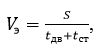 Vэ = S / (tдв + tст),